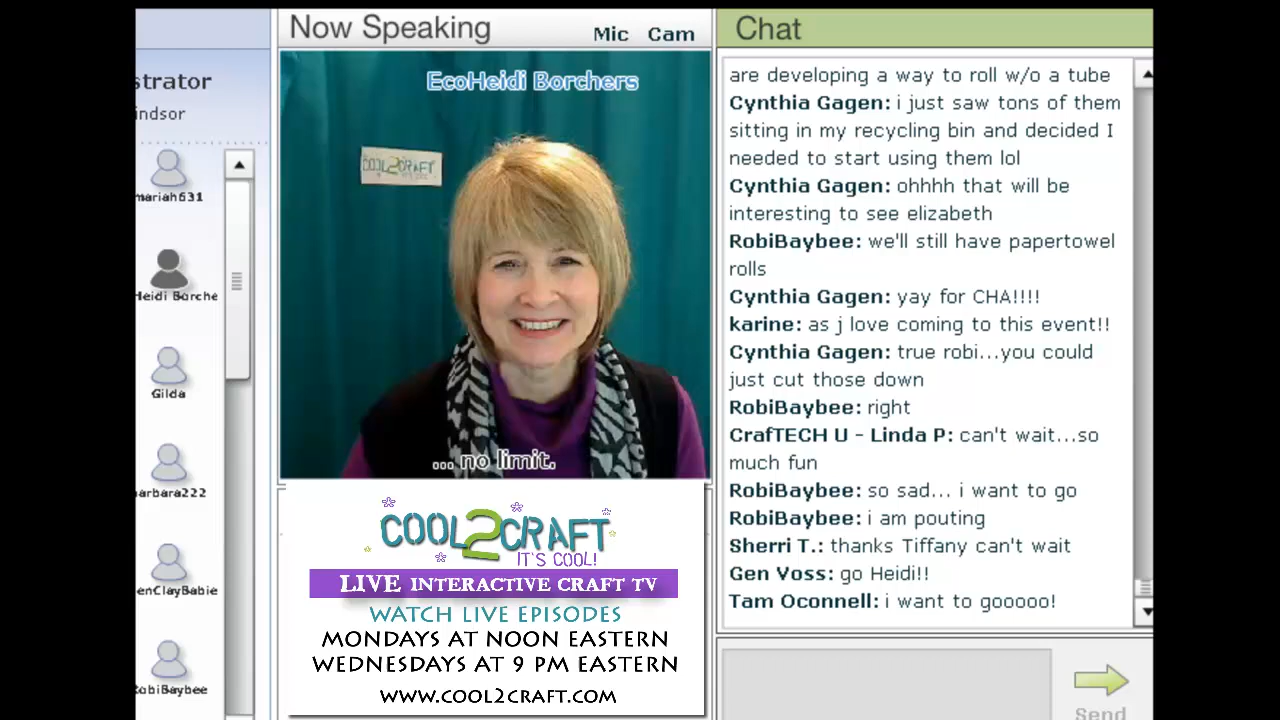 strator
indsor
mariah631
Heidi Borche
Gilda
arbara222
enClayBabie
RobiBaybee
Now Speaking
Mic Cam
EcoHeidi Borchers
COOL2CRAFT
... no limit.
COOL2CRAFT
IT'S COOL!
LIVE INTERACTIVE CRAFT TV
WATCH LIVE EPISODES
MONDAYS AT NOON EASTERN
WEDNESDAYS AT 9 PM EASTERN
WWW.COOL2CRAFT.COM
Chat
are developing a way to roll w/o a tube
Cynthia Gagen: i just saw tons of them
sitting in my recycling bin and decided I
needed to start using them lol
Cynthia Gagen: ohhhh that will be
interesting to see elizabeth
RobiBaybee: we'll still have papertowel
rolls
Cynthia Gagen: yay for CHA!!!!
karine: as j love coming to this event!!
Cynthia Gagen: true robi...you could
just cut those down
RobiBaybee: right
CrafTECH U - Linda P: can't wait...so
much fun
RobiBaybee: so sad... i want to go
RobiBaybee: i am pouting
Sherri T.: thanks Tiffany can't wait
Gen Voss: go Heidi!!
Tam Oconnell: i want to gooooo!
Send